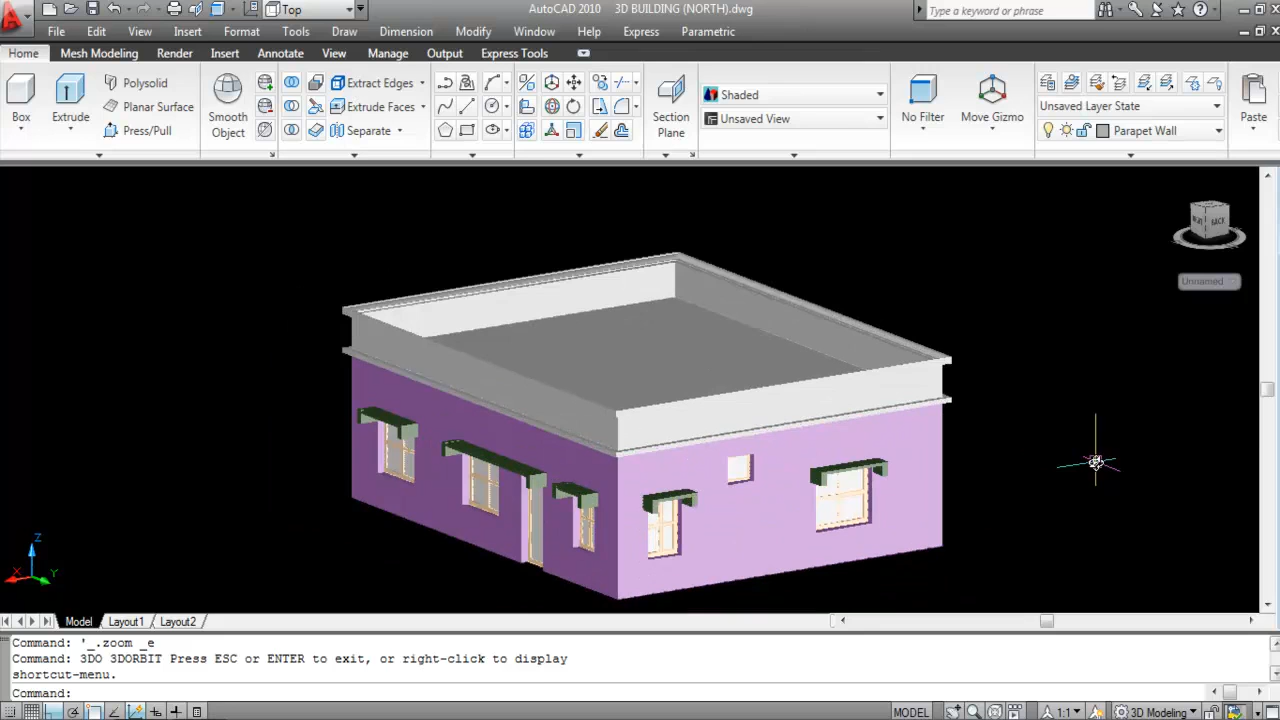 Top
AutoCAD 2010 3D BUILDING (NORTH).dwg
Type a keyword or phrase
File Edit View Insert Format Tools Draw Dimension Modify Window Help Express Parametric
Home Mesh Modeling Render Insert Annotate View Manage Output Express Tools
Polysolid
Extract Edges
Shaded
Planar Surface
Extrude Faces
Unsaved Layer State
Box Extrude
Smooth Object
Section Plane
Unsaved View
No Filter Move Gizmo
Paste
Press/Pull
Separate
Parapet Wall
RIGHT BACK
Unnamed
Z
X Y
Model Layout1 Layout2
Command: '_.zoom _e
Command: 3DO 3DORBIT Press ESC or ENTER to exit, or right-click to display
shortcut-menu.
Command:
MODEL 1:1 3D Modeling